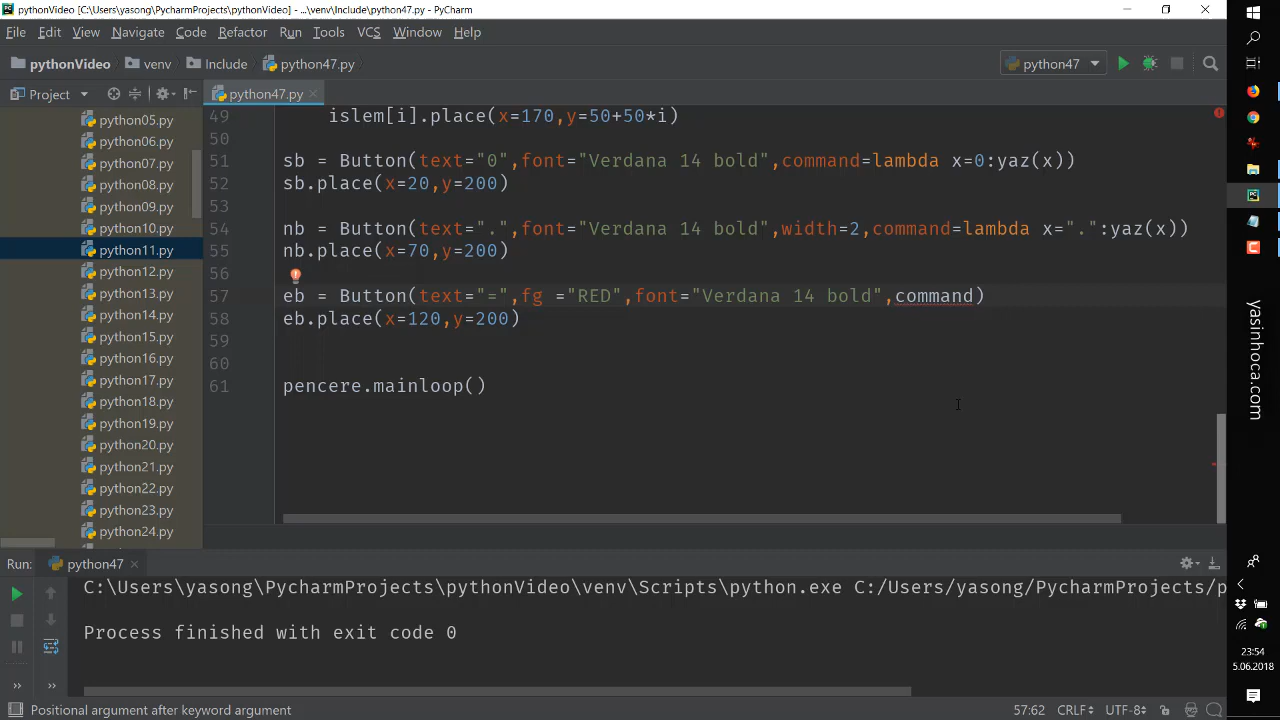 pythonVideo [C:\Users\yasong\PycharmProjects\pythonVideo] - ...\venv\Include\python47.py - PyCharm
File Edit View Navigate Code Refactor Run Tools VCS Window Help
pythonVideo venv Include python47.py python47
Project python47.py
python05.py
python06.py
python07.py
python08.py
python09.py
python10.py
python11.py
python12.py
python13.py
python14.py
python15.py
python16.py
python17.py
python18.py
python19.py
python20.py
python21.py
python22.py
python23.py
python24.py
49 islem[i].place(x=170,y=50+50*i)
50
51 sb = Button(text="0",font="Verdana 14 bold",command=lambda x=0:yaz(x))
52 sb.place(x=20,y=200)
53
54 nb = Button(text=".",font="Verdana 14 bold",width=2,command=lambda x=".":yaz(x))
55 nb.place(x=70,y=200)
56
57 eb = Button(text="=",fg ="RED",font="Verdana 14 bold",command)
58 eb.place(x=120,y=200)
59
60
61 pencere.mainloop()
yasinhoca.com
Run: python47
C:\Users\yasong\PycharmProjects\pythonVideo\venv\Scripts\python.exe C:/Users/yasong/PycharmProjects/p
Process finished with exit code 0
Positional argument after keyword argument 57:62 CRLF UTF-8
23:54
5.06.2018